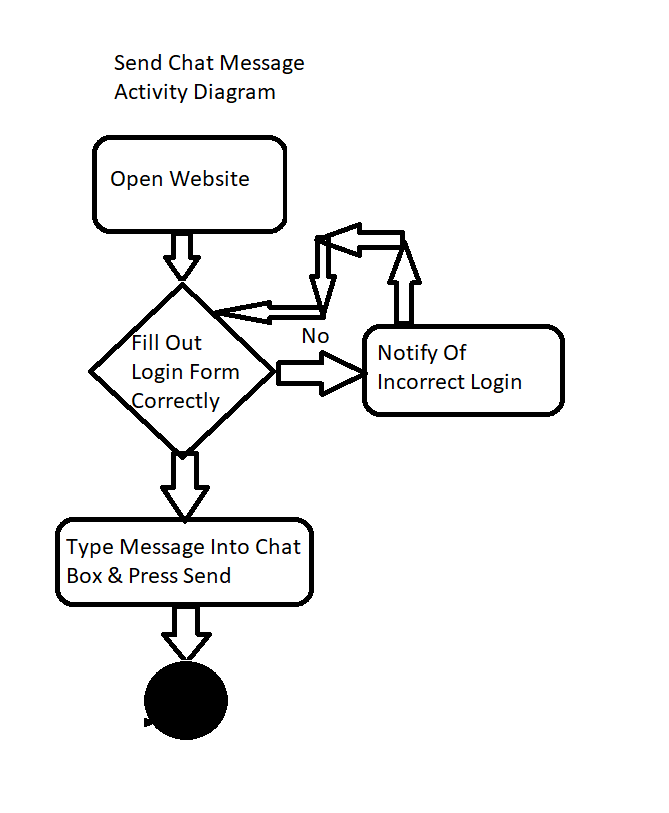 Send Chat Message
Activity Diagram
Open Website
Fill Out
Login Form
Correctly
No
Notify Of
Incorrect Login
Type Message Into Chat
Box & Press Send